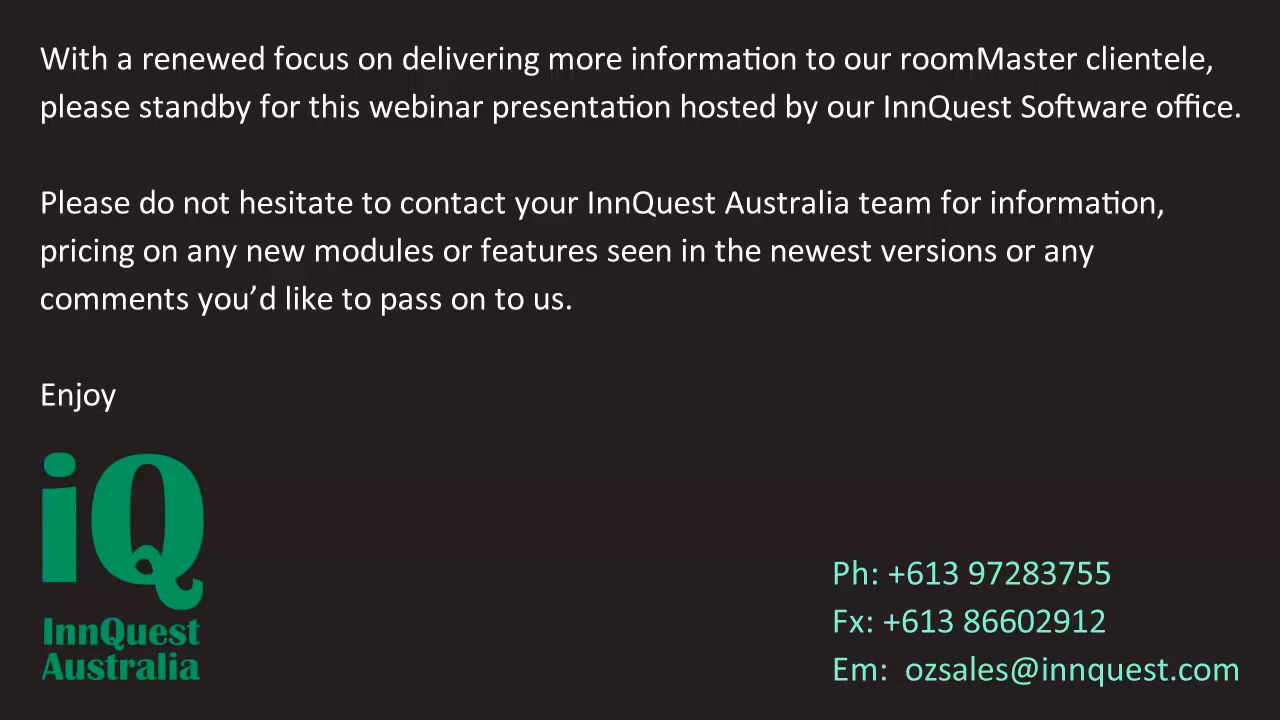 With a renewed focus on delivering more information to our roomMaster clientele,
please standby for this webinar presentation hosted by our InnQuest Software office.
Please do not hesitate to contact your InnQuest Australia team for information,
pricing on any new modules or features seen in the newest versions or any
comments you’d like to pass on to us.
Enjoy
iQ
InnQuest
Australia
Ph: +613 97283755
Fx: +613 86602912
Em: ozsales@innquest.com